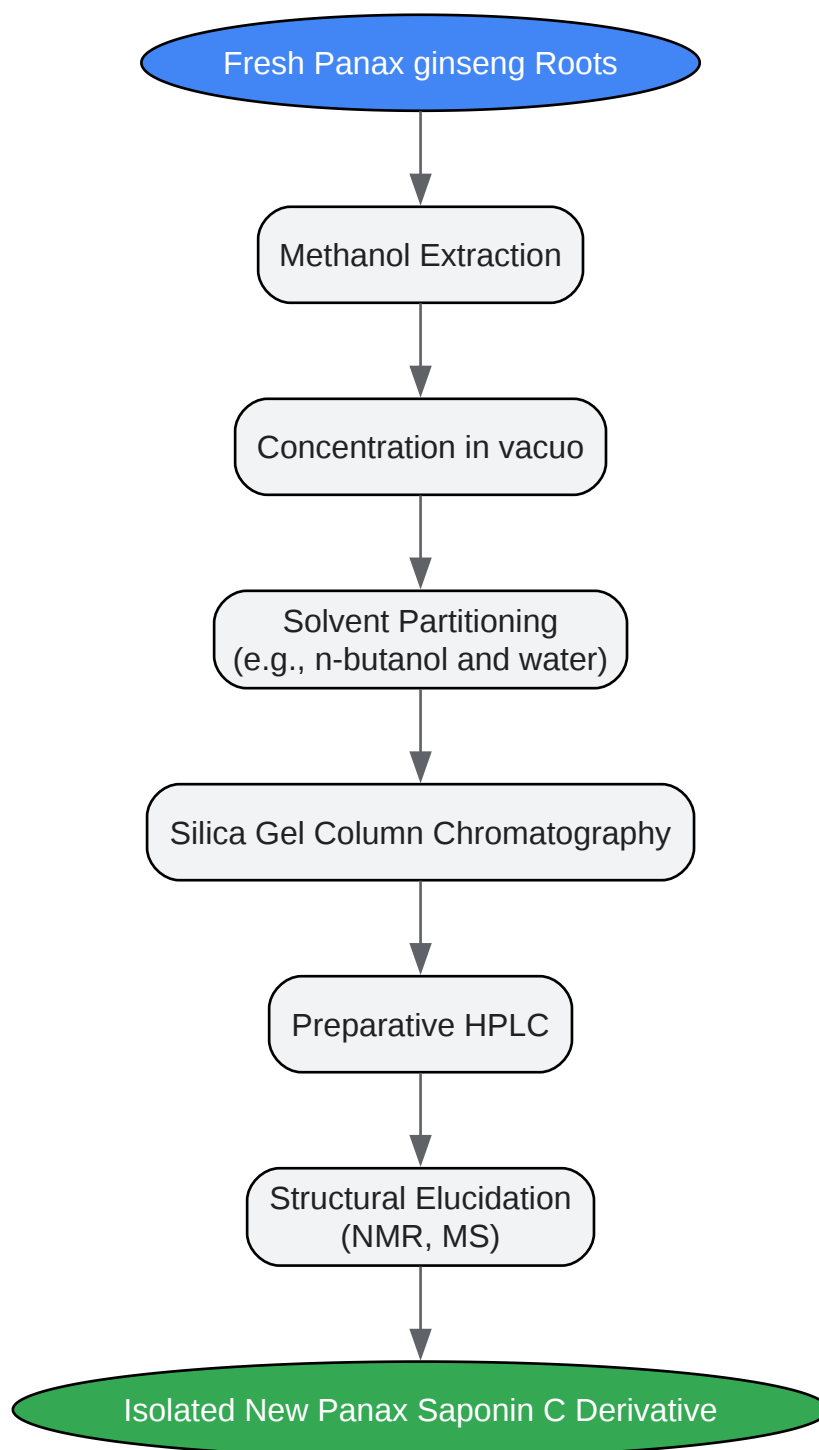 Fresh Panax ginseng Roots
Methanol Extraction
Concentration in vacuo
Solvent Partitioning
(e.g., n-butanol and water)
Silica Gel Column Chromatography
Preparative HPLC
Structural Elucidation
(NMR, MS)
Isolated New Panax Saponin C Derivative